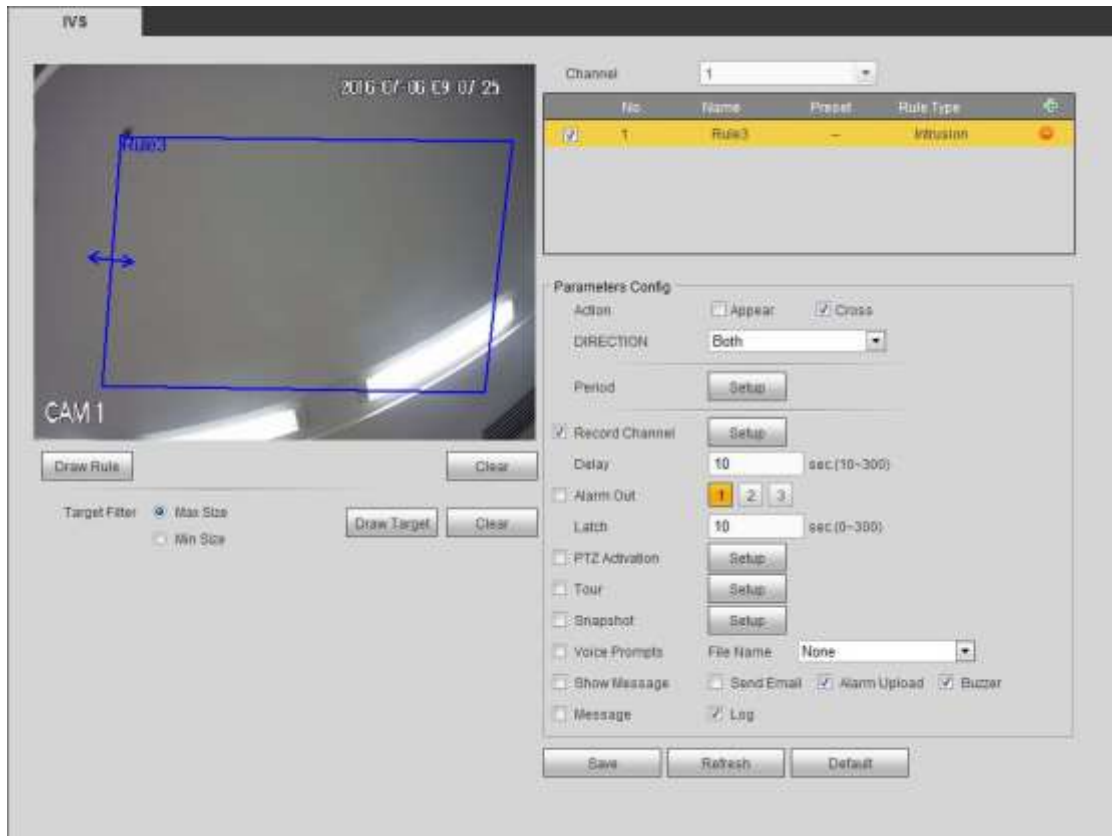 IVS
2016-07-06 09 07 25
Rule3
CAM 1
Draw Rule
Clear
Target Filter Max Size
Min Size
Draw Target
Clear
Channel 1
No. Name Preset Rule Type
1 Rule3 -- Intrusion
Parameters Config
Action Appear Cross
DIRECTION Both
Period Setup
Record Channel Setup
Delay 10 sec.(10~300)
Alarm Out 1 2 3
Latch 10 sec.(0~300)
PTZ Activation Setup
Tour Setup
Snapshot Setup
Voice Prompts File Name None
Show Message Send Email Alarm Upload Buzzer
Message Log
Save Refresh Default